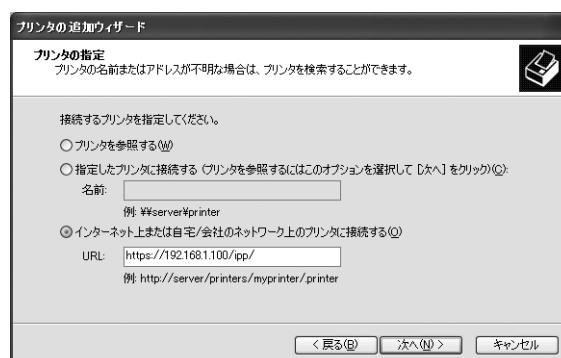 プリンタの追加ウィザード
プリンタの指定
プリンタの名前またはアドレスが不明な場合は、プリンタを検索することができます。
接続するプリンタを指定してください。
プリンタを参照する(W)
指定したプリンタに接続する (プリンタを参照するにはこのオプションを選択して [次へ] をクリック)(C):
名前:
例: ¥¥server¥printer
インターネット上または自宅/会社のネットワーク上のプリンタに接続する(O)
URL: https://192.168.1.100/ipp/
例: http://server/printers/myprinter/.printer
< 戻る(B) 次へ(N) > キャンセル